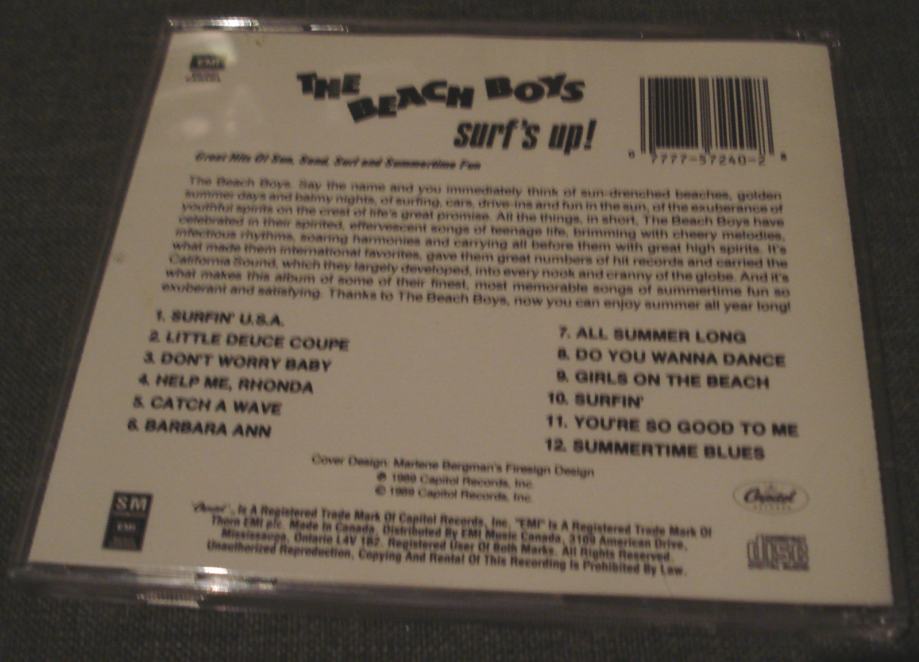 EMI
THE BEACH BOYS
surf's up!
0 7777-57240-2 8
Great Hits Of Sun, Sand, Surf and Summertime Fun
The Beach Boys. Say the name and you immediately think of sun-drenched beaches, golden
summer days and balmy nights, of surfing, cars, drive-ins and fun in the sun, of the exuberance of
youthful spirits on the crest of life's great promise. All the things, in short, The Beach Boys have
celebrated in their spirited, effervescent songs of teenage life, brimming with cheery melodies,
infectious rhythms, soaring harmonies and carrying all before them with great high spirits. It's
what made them international favorites, gave them great numbers of hit records and carried the
California Sound, which they largely developed, into every nook and cranny of the globe. And it's
what makes this album of some of their finest, most memorable songs of summertime fun so
exuberant and satisfying. Thanks to The Beach Boys, now you can enjoy summer all year long!
1. SURFIN' U.S.A.
2. LITTLE DEUCE COUPE
3. DON'T WORRY BABY
4. HELP ME, RHONDA
5. CATCH A WAVE
6. BARBARA ANN
7. ALL SUMMER LONG
8. DO YOU WANNA DANCE
9. GIRLS ON THE BEACH
10. SURFIN'
11. YOU'RE SO GOOD TO ME
12. SUMMERTIME BLUES
Cover Design: Marlene Bergman's Firesign Design
℗ 1989 Capitol Records, Inc.
© 1989 Capitol Records, Inc.
SM
EMI
"Capitol", Is A Registered Trade Mark Of Capitol Records, Inc. "EMI" Is A Registered Trade Mark Of
Thorn EMI plc. Made In Canada. Distributed By EMI Music Canada, 3109 American Drive,
Mississauga, Ontario L4V 1B2. Registered User Of Both Marks. All Rights Reserved.
Unauthorized Reproduction, Copying And Rental Of This Recording Is Prohibited By Law.
Capitol
RECORDS
COMPACT
disc
DIGITAL AUDIO